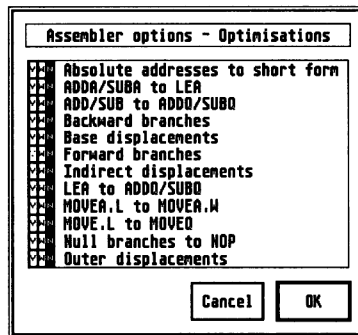 Assembler options - Optimisations
Y W N Absolute addresses to short form
Y W N ADDA/SUBA to LEA
Y W N ADD/SUB to ADDQ/SUBQ
Y W N Backward branches
Y W N Base displacements
Y W N Forward branches
Y W N Indirect displacements
Y W N LEA to ADDQ/SUBQ
Y W N MOVEA.L to MOVEA.W
Y W N MOVE.L to MOVEQ
Y W N Null branches to NOP
Y W N Outer displacements
Cancel OK